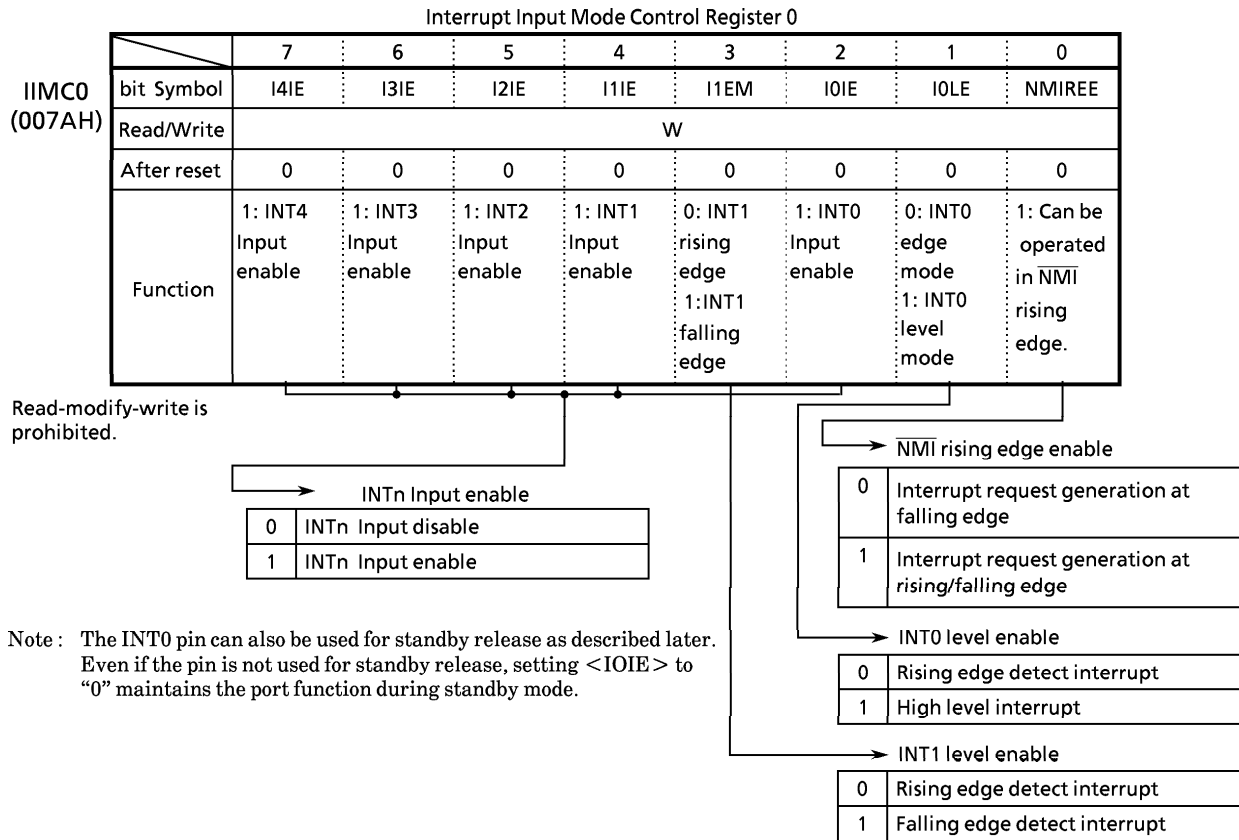 Interrupt Input Mode Control Register 0
7 6 5 4 3 2 1 0
IIMC0
(007AH)
bit Symbol I4IE I3IE I2IE I1IE I1EM I0IE I0LE NMIREE
Read/Write W
After reset 0 0 0 0 0 0 0 0
Function
1: INT4
Input
enable
1: INT3
Input
enable
1: INT2
Input
enable
1: INT1
Input
enable
0: INT1
rising
edge
1:INT1
falling
edge
1: INT0
Input
enable
0: INT0
edge
mode
1: INT0
level
mode
1: Can be
operated
in NMI
rising
edge.
Read-modify-write is
prohibited.
NMI rising edge enable
0 Interrupt request generation at
falling edge
1 Interrupt request generation at
rising/falling edge
INTn Input enable
0 INTn Input disable
1 INTn Input enable
Note : The INT0 pin can also be used for standby release as described later.
Even if the pin is not used for standby release, setting <IOIE> to
“0” maintains the port function during standby mode.
INT0 level enable
0 Rising edge detect interrupt
1 High level interrupt
INT1 level enable
0 Rising edge detect interrupt
1 Falling edge detect interrupt